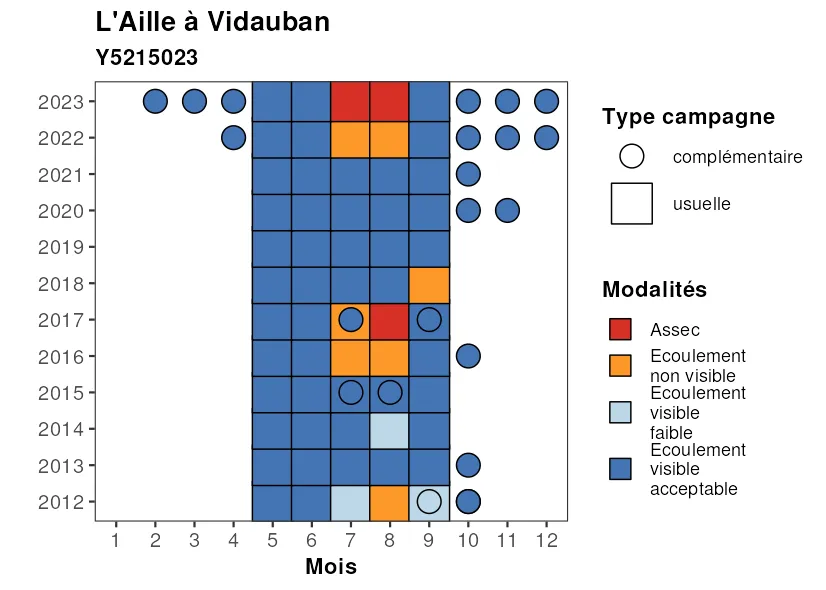 L'Aille à Vidauban
Y5215023
2023
2022
2021
2020
2019
2018
2017
2016
2015
2014
2013
2012
1 2 3 4 5 6 7 8 9 10 11 12
Mois
Type campagne
complémentaire
usuelle
Modalités
Assec
Ecoulement
non visible
Ecoulement
visible
faible
Ecoulement
visible
acceptable